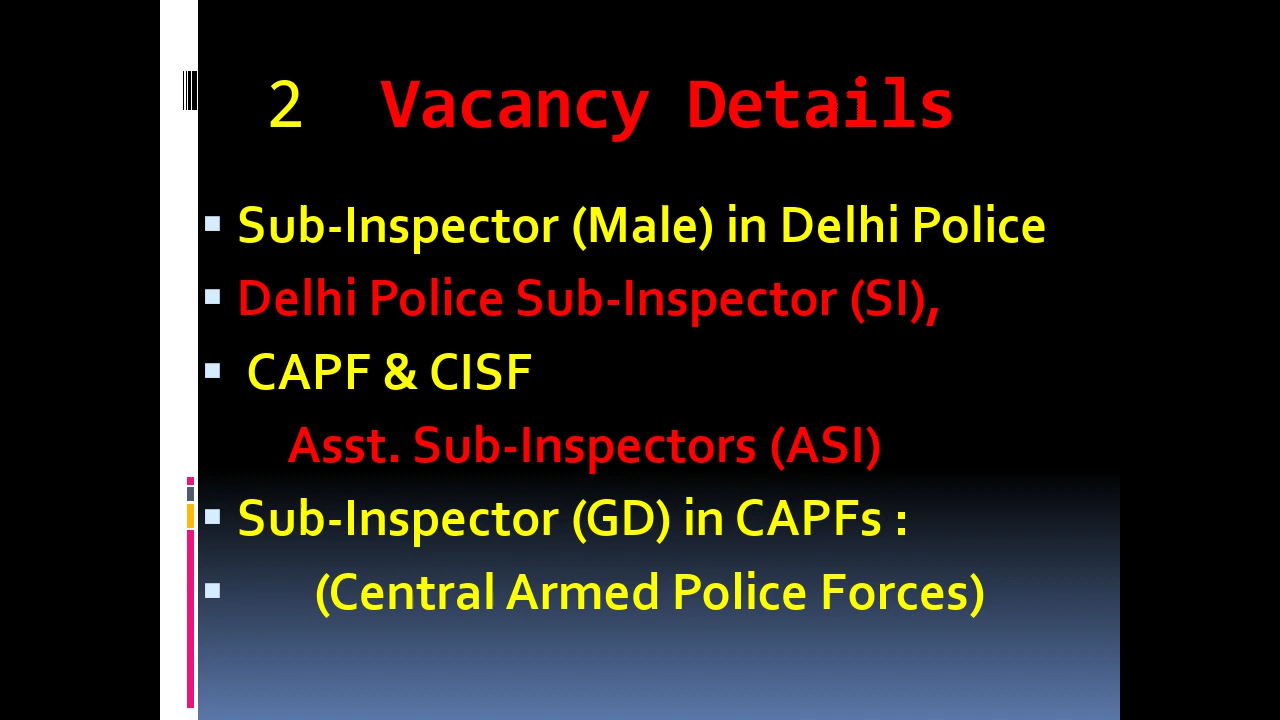 2 Vacancy Details
Sub-Inspector (Male) in Delhi Police
Delhi Police Sub-Inspector (SI),
CAPF & CISF
Asst. Sub-Inspectors (ASI)
Sub-Inspector (GD) in CAPFs :
(Central Armed Police Forces)